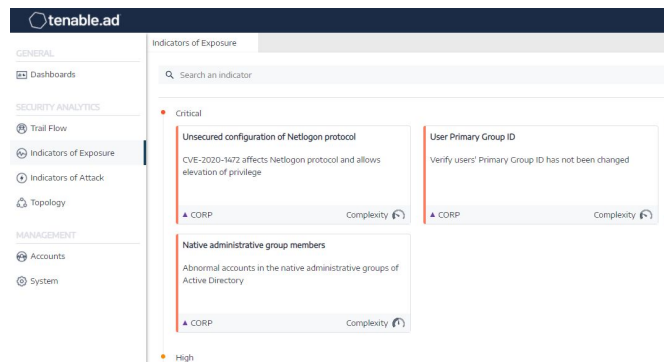 tenable.ad
Indicators of Exposure
GENERAL
Dashboards
SECURITY ANALYTICS
Trail Flow
Indicators of Exposure
Indicators of Attack
Topology
MANAGEMENT
Accounts
System
Search an indicator
Critical
Unsecured configuration of Netlogon protocol
CVE-2020-1472 affects Netlogon protocol and allows
elevation of privilege
CORP Complexity
User Primary Group ID
Verify users' Primary Group ID has not been changed
CORP Complexity
Native administrative group members
Abnormal accounts in the native administrative groups of
Active Directory
CORP Complexity
High